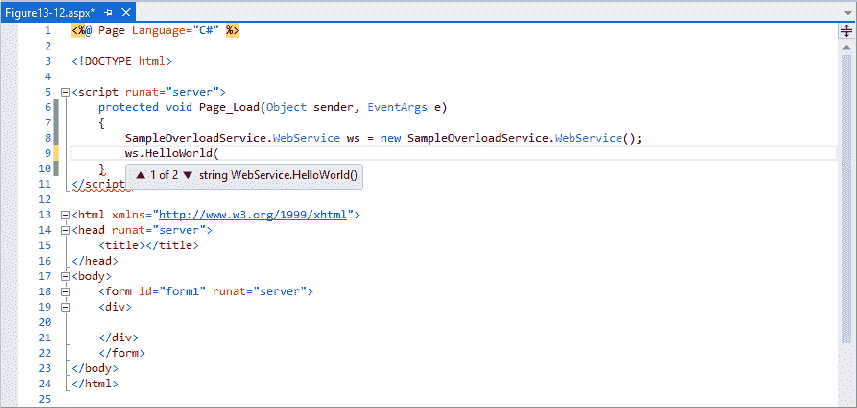 Figure13-12.aspx*
1 <%@ Page Language="C#" %>
2
3 <!DOCTYPE html>
4
5 <script runat="server">
6 protected void Page_Load(Object sender, EventArgs e)
7 {
8 SampleOverloadService.WebService ws = new SampleOverloadService.WebService();
9 ws.HelloWorld(
10 }
▲ 1 of 2 ▼ string WebService.HelloWorld()
11 </script>
12
13 <html xmlns="http://www.w3.org/1999/xhtml">
14 <head runat="server">
15 <title></title>
16 </head>
17 <body>
18 <form id="form1" runat="server">
19 <div>
20
21 </div>
22 </form>
23 </body>
24 </html>
25